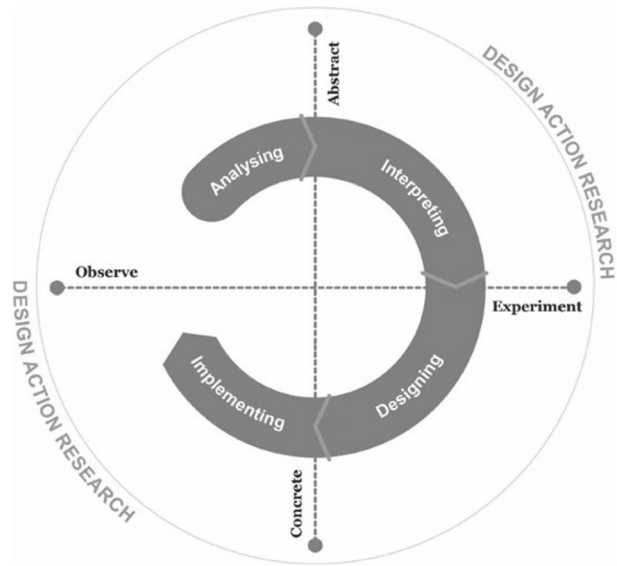 DESIGN ACTION RESEARCH
Abstract
Analysing
Interpreting
Observe
Experiment
DESIGN ACTION RESEARCH
Implementing
Designing
Concrete